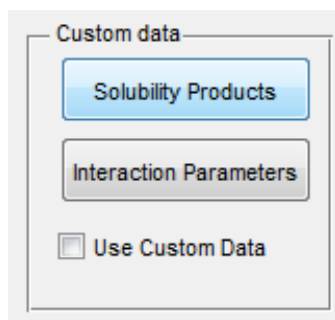 Custom data
Solubility Products
Interaction Parameters
Use Custom Data